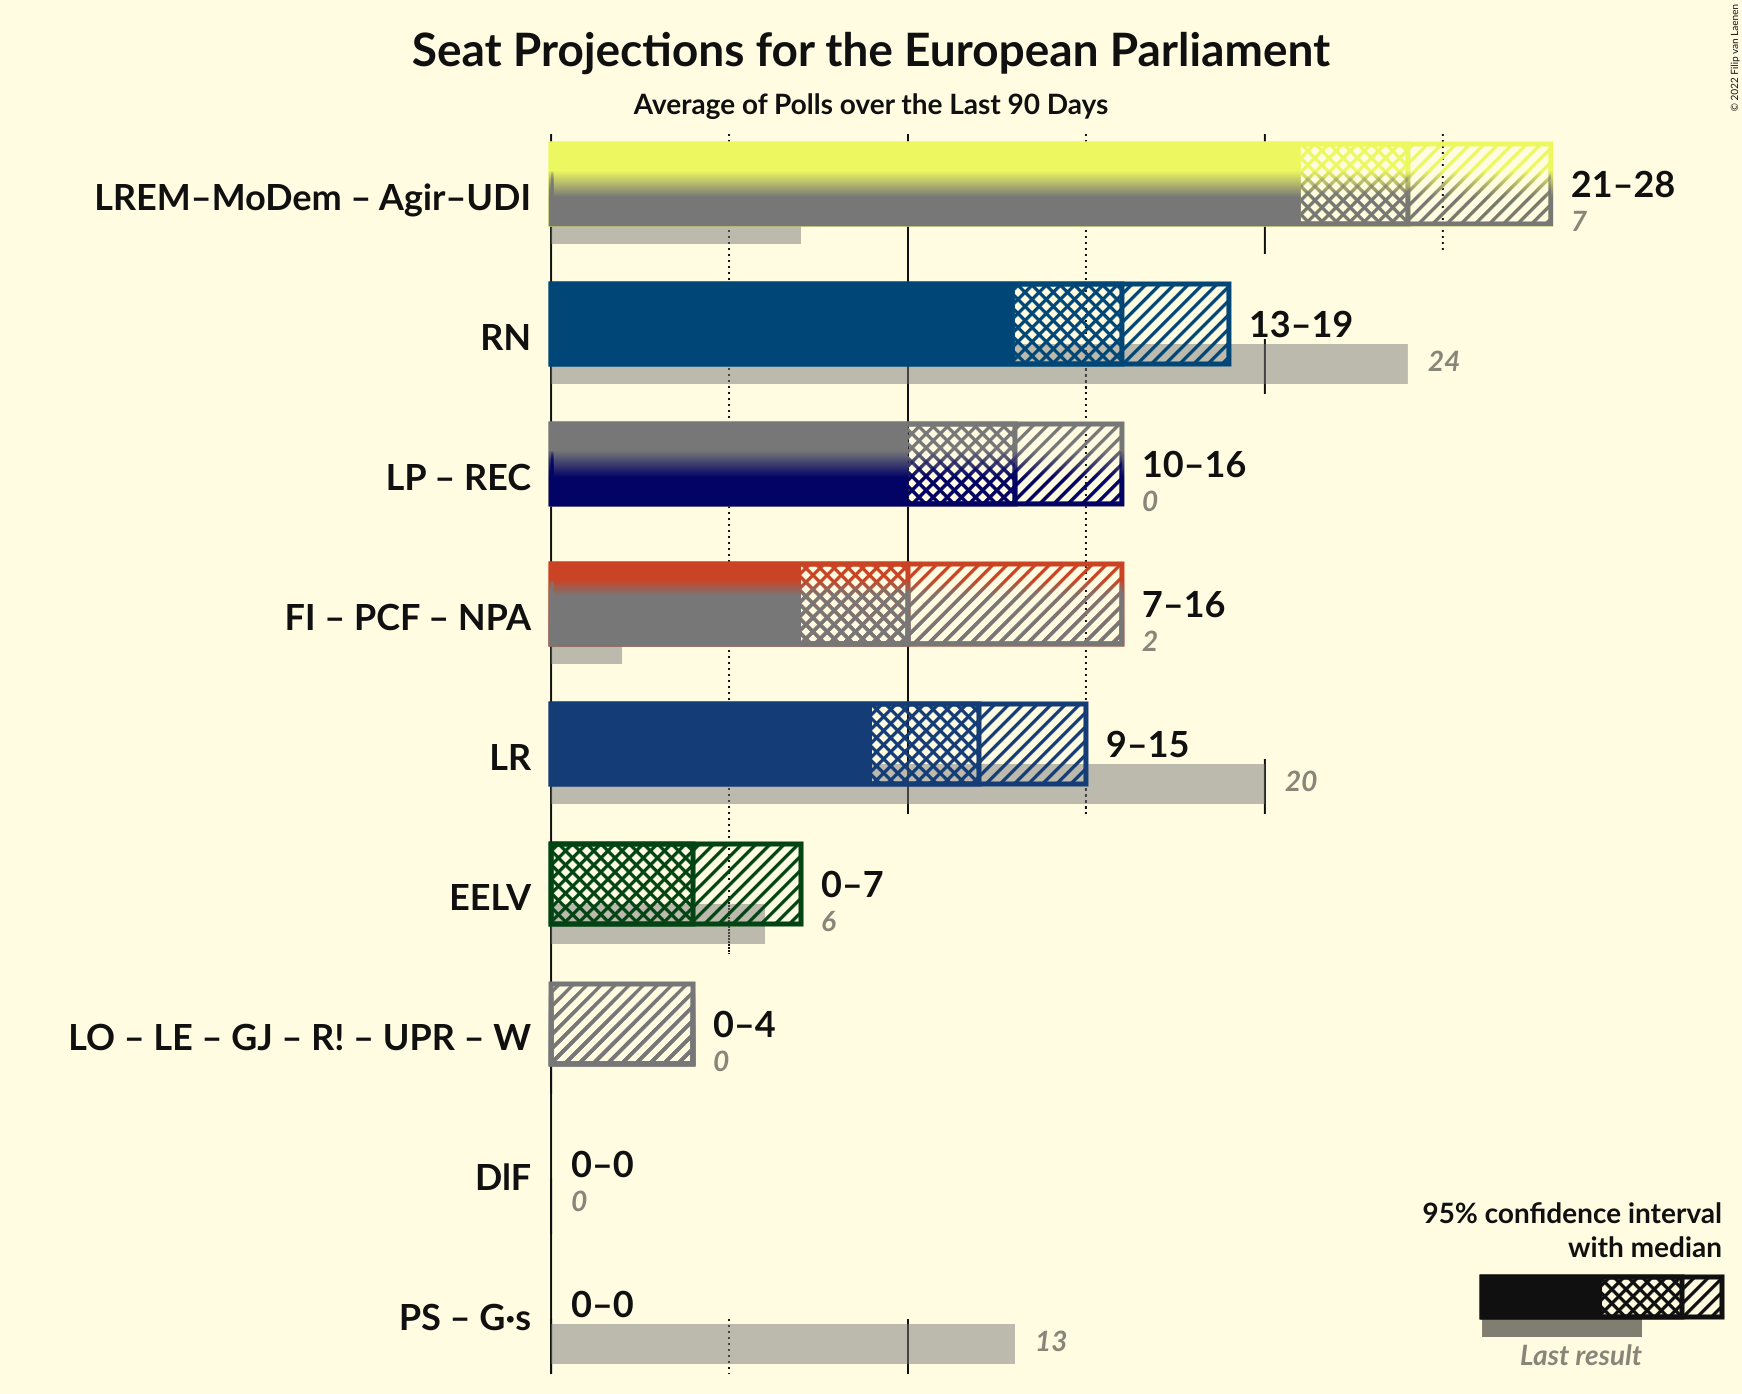 Seat Projections for the European Parliament
Average of Polls over the Last 90 Days
© 2022 Filip van Laenen
LREM–MoDem – Agir–UDI
21–28
7
RN
13–19
24
LP – REC
10–16
0
FI – PCF – NPA
7–16
2
LR
9–15
20
EELV
0–7
6
LO – LE – GJ – R! – UPR – W
0–4
0
DlF
0–0
0
PS – G·s
0–0
13
95% confidence interval
with median
Last result